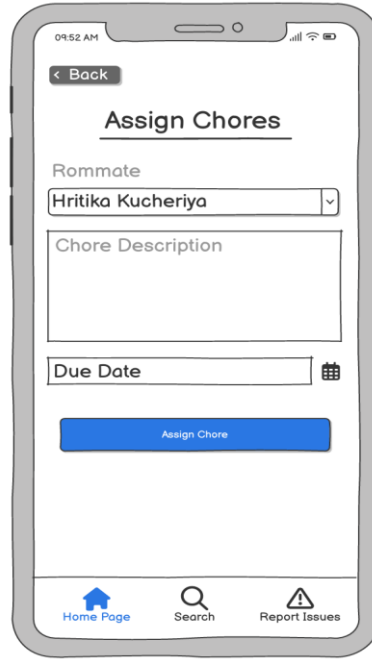 09:52 AM
< Back
Assign Chores
Rommate
Hritika Kucheriya
Chore Description
Due Date
Assign Chore
Home Page Search Report Issues